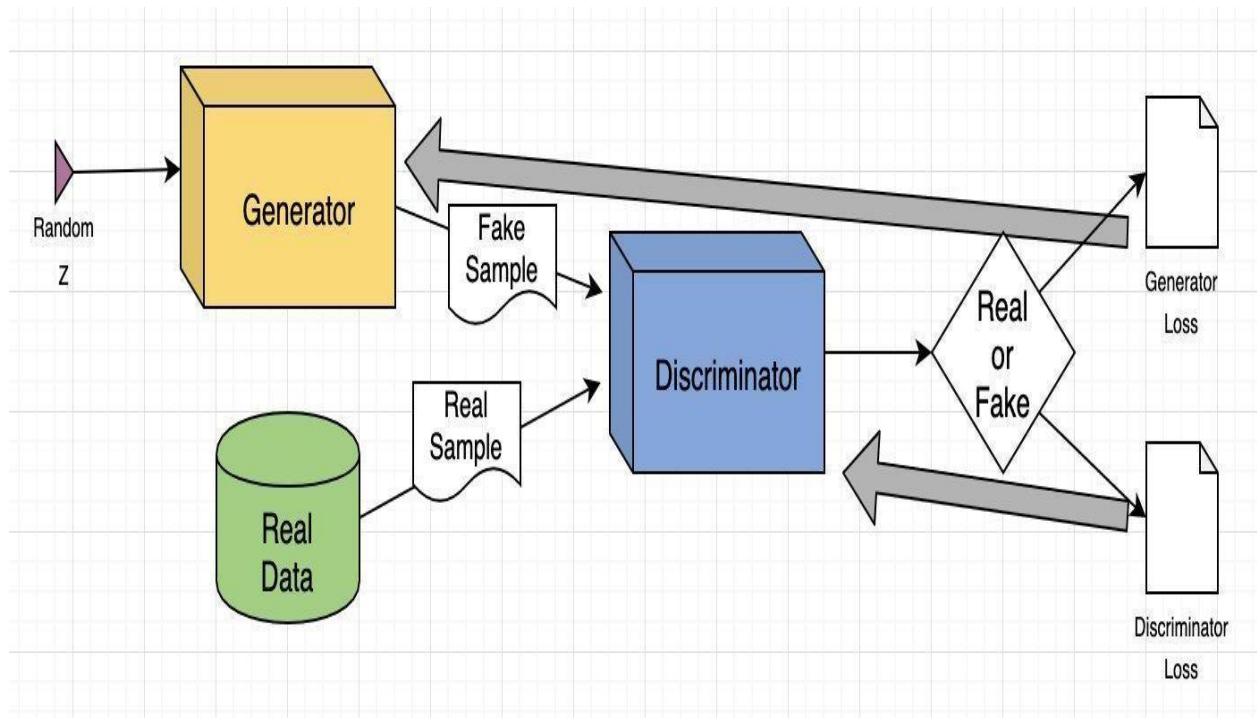 Random
Z
Generator
Fake
Sample
Real
Sample
Real
Data
Discriminator
Real
or
Fake
Generator
Loss
Discriminator
Loss